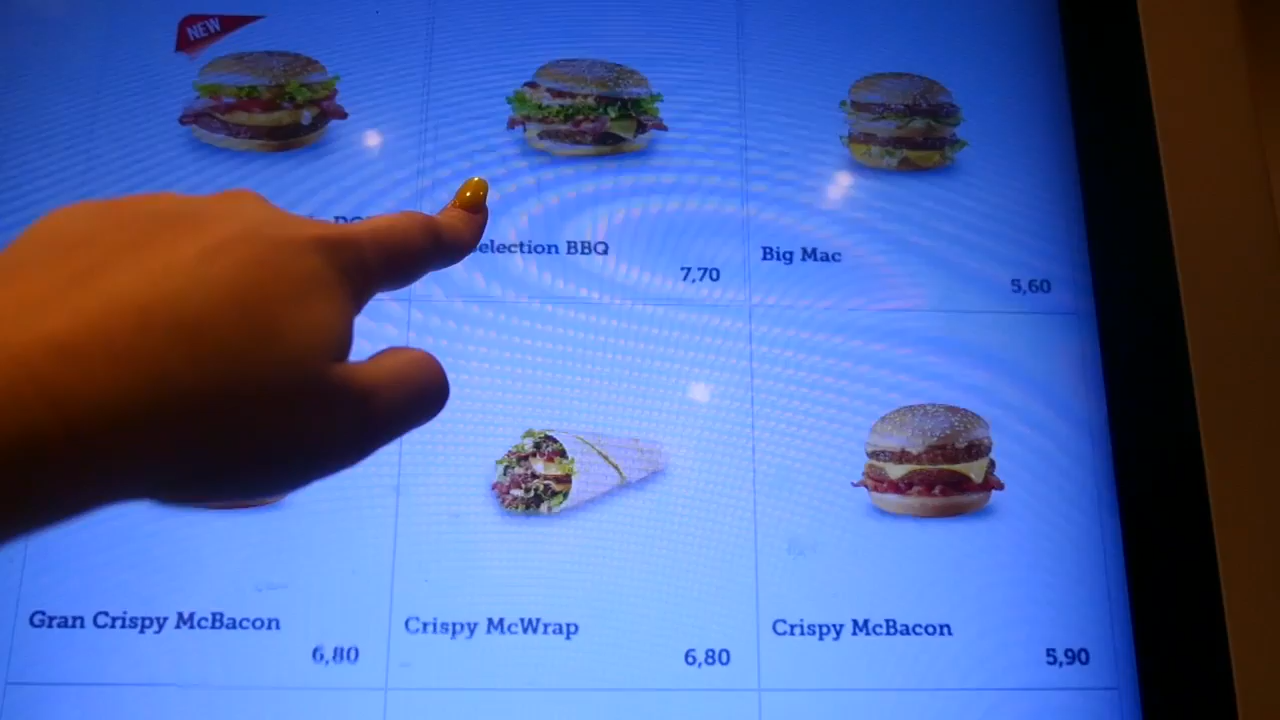 NEW
election BBQ
7,70
Big Mac
5,60
Gran Crispy McBacon
6,80
Crispy McWrap
6,80
Crispy McBacon
5,90